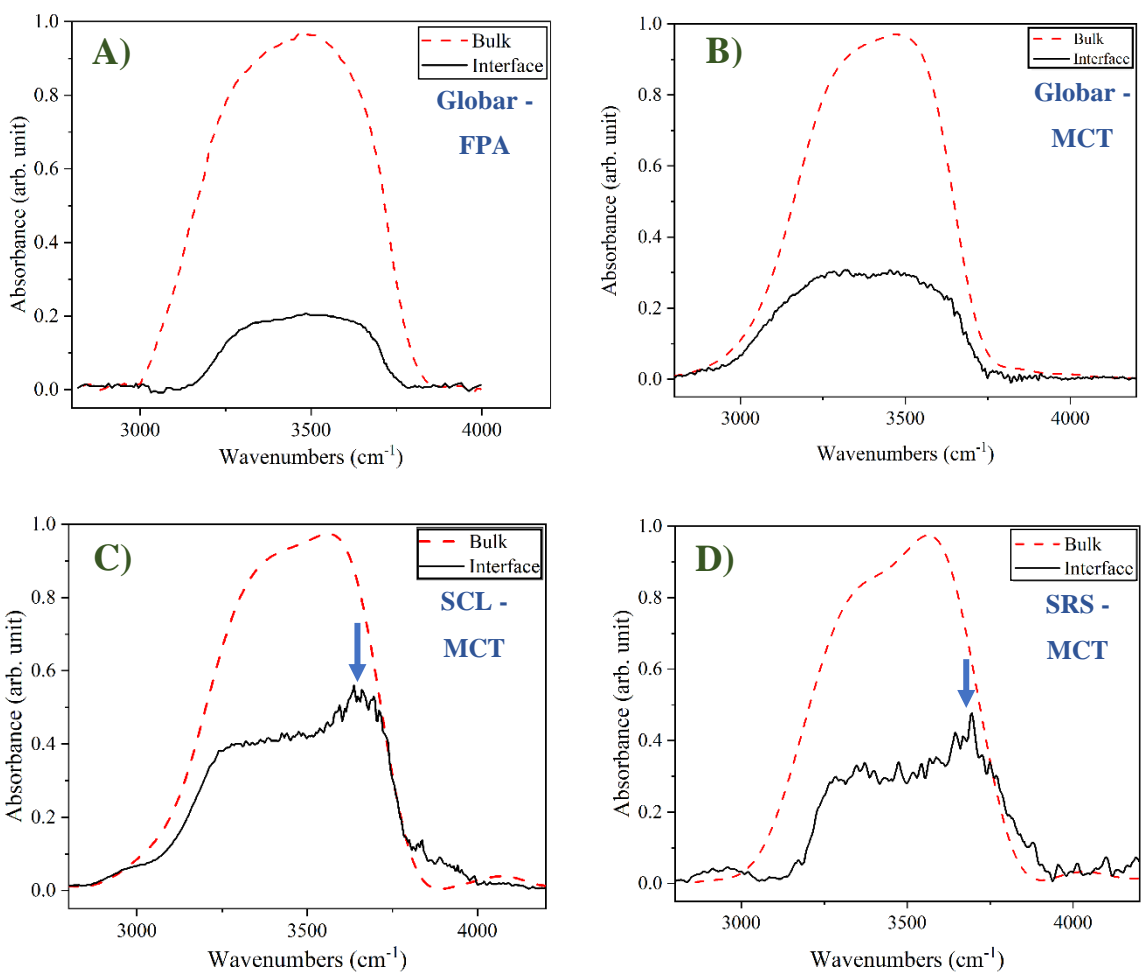 A)
Bulk
Interface
Globar -
FPA
1.0
0.8
0.6
0.4
0.2
0.0
Absorbance (arb. unit)
3000
3500
4000
Wavenumbers (cm⁻¹)
B)
Bulk
Interface
Globar -
MCT
1.0
0.8
0.6
0.4
0.2
0.0
Absorbance (arb. unit)
3000
3500
4000
Wavenumbers (cm⁻¹)
C)
Bulk
Interface
SCL -
MCT
1.0
0.8
0.6
0.4
0.2
0.0
Absorbance (arb. unit)
3000
3500
4000
Wavenumbers (cm⁻¹)
D)
Bulk
Interface
SRS -
MCT
1.0
0.8
0.6
0.4
0.2
0.0
Absorbance (arb. unit)
3000
3500
4000
Wavenumbers (cm⁻¹)